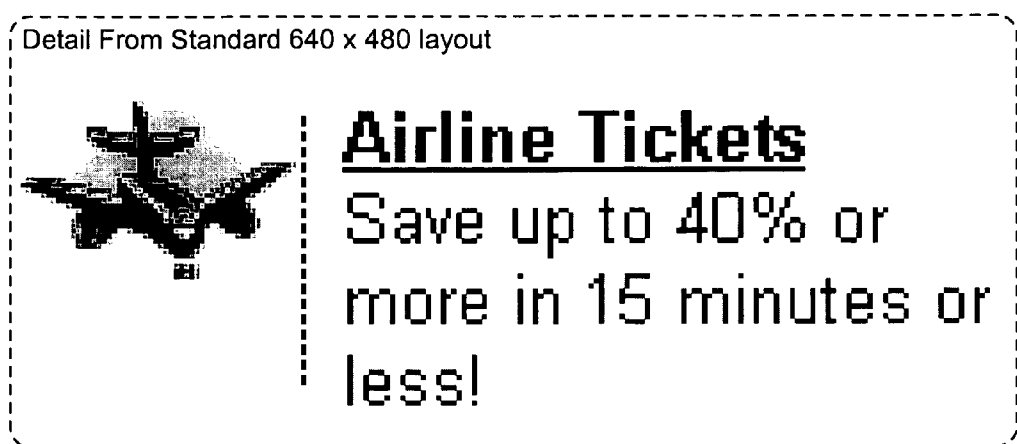 Detail From Standard 640 x 480 layout
Airline Tickets
Save up to 40% or
more in 15 minutes or
less!